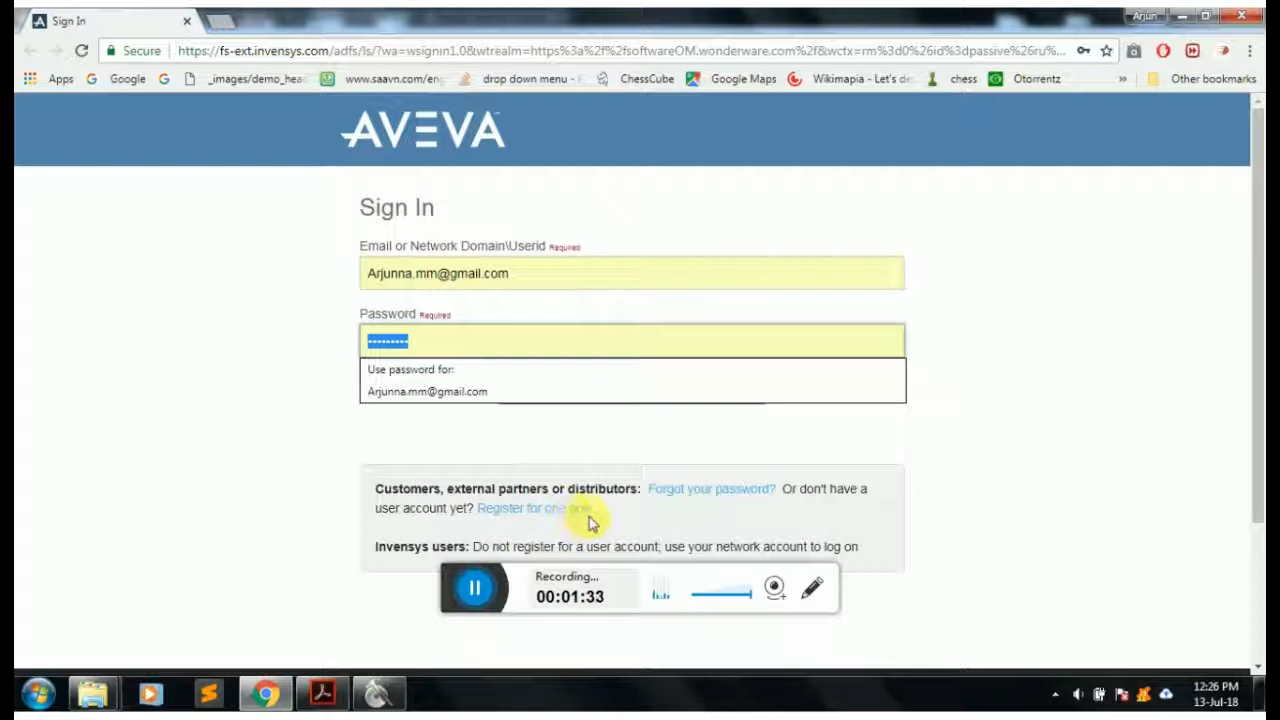 Sign In
Arjun
Secure https://fs-ext.invensys.com/adfs/ls/?wa=wsignin1.0&wtrealm=https%3a%2f%2fsoftwareOM.wonderware.com%2f&wctx=rm%3d0%26id%3dpassive%26ru%...
Apps Google _images/demo_hea www.saavn.com/en drop down menu - F ChessCube Google Maps Wikimapia - Let's de chess Otorrentz » Other bookmarks
AVEVA
Sign In
Email or Network Domain\Userid Required
Arjunna.mm@gmail.com
Password Required
Use password for:
Arjunna.mm@gmail.com
Customers, external partners or distributors: Forgot your password? Or don't have a
user account yet? Register for one now.
Invensys users: Do not register for a user account; use your network account to log on
Recording...
00:01:33
12:26 PM
13-Jul-18